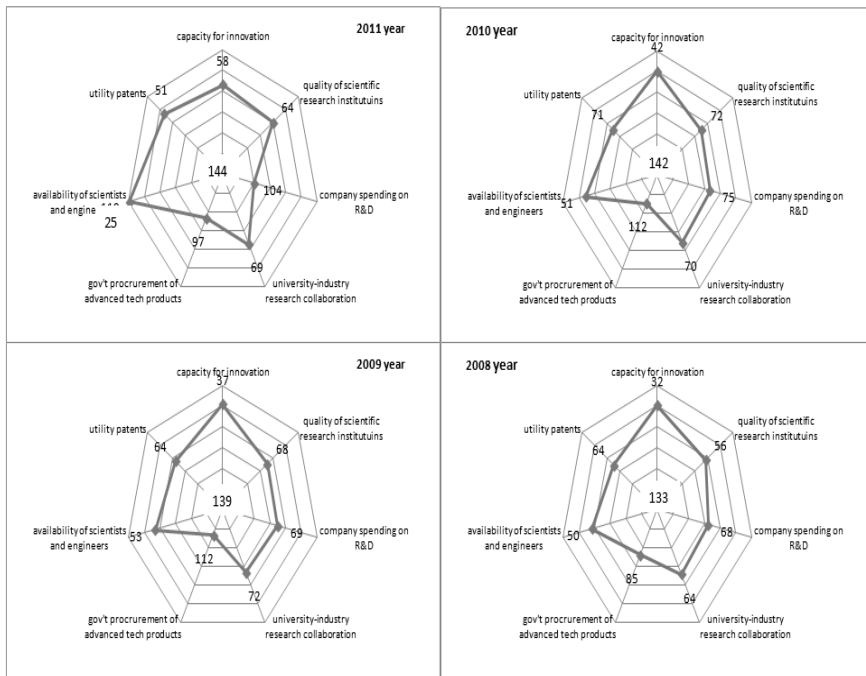 2011 year
capacity for innovation
58
64
quality of scientific
research institutuins
104
company spending on
R&D
69
university-industry
research collaboration
97
gov't procurement of
advanced tech products
availability of scientists
and engine
25
51
utility patents
144
2010 year
capacity for innovation
42
72
quality of scientific
research institutuins
75
company spending on
R&D
70
university-industry
research collaboration
112
gov't procurement of
advanced tech products
availability of scientists
and engineers
51
71
utility patents
142
2009 year
capacity for innovation
37
68
quality of scientific
research institutuins
69
company spending on
R&D
72
university-industry
research collaboration
112
gov't procurement of
advanced tech products
availability of scientists
and engineers
53
64
utility patents
139
2008 year
capacity for innovation
32
56
quality of scientific
research institutuins
68
company spending on
R&D
64
university-industry
research collaboration
85
gov't procurement of
advanced tech products
availability of scientists
and engineers
50
64
utility patents
133